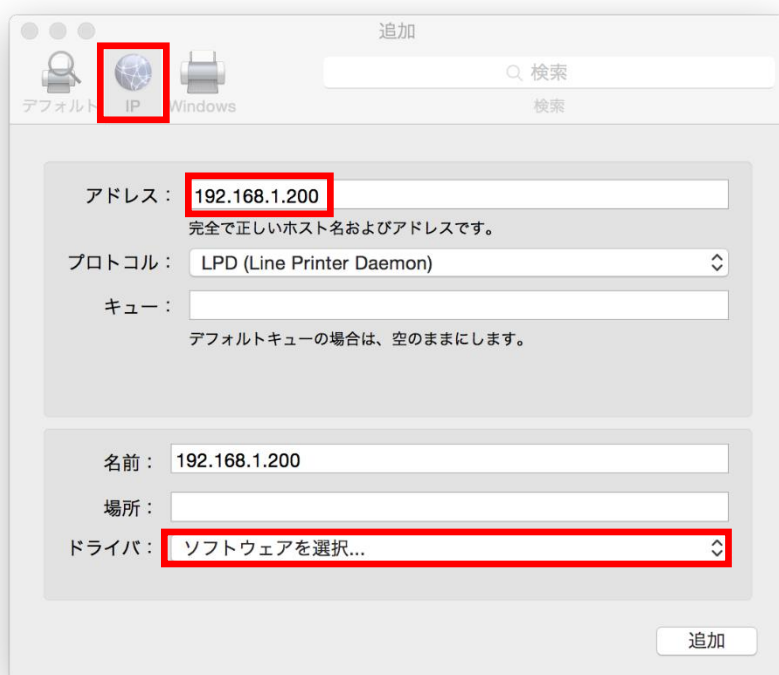 追加
デフォルト IP Windows
検索
検索
アドレス： 192.168.1.200
完全で正しいホスト名およびアドレスです。
プロトコル： LPD (Line Printer Daemon)
キュー：
デフォルトキューの場合は、空のままにします。
名前： 192.168.1.200
場所：
ドライバ： ソフトウェアを選択...
追加